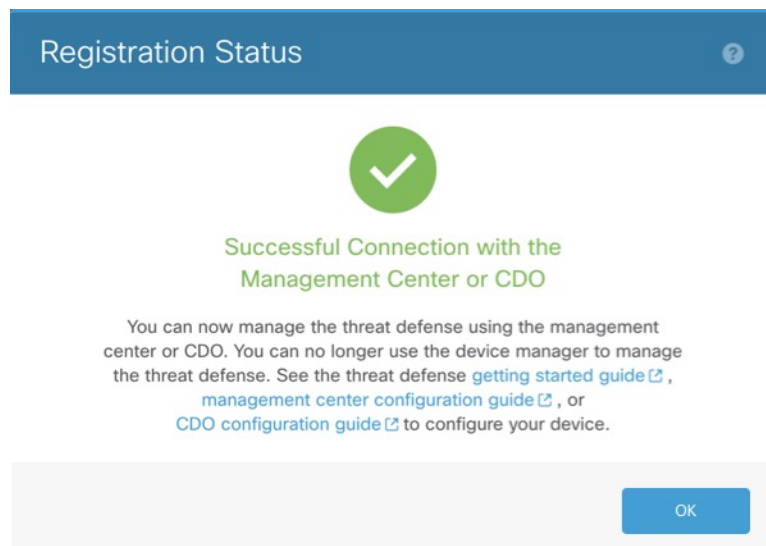 Registration Status
?
Successful Connection with the
Management Center or CDO
You can now manage the threat defense using the management
center or CDO. You can no longer use the device manager to manage
the threat defense. See the threat defense getting started guide ,
management center configuration guide , or
CDO configuration guide to configure your device.
OK